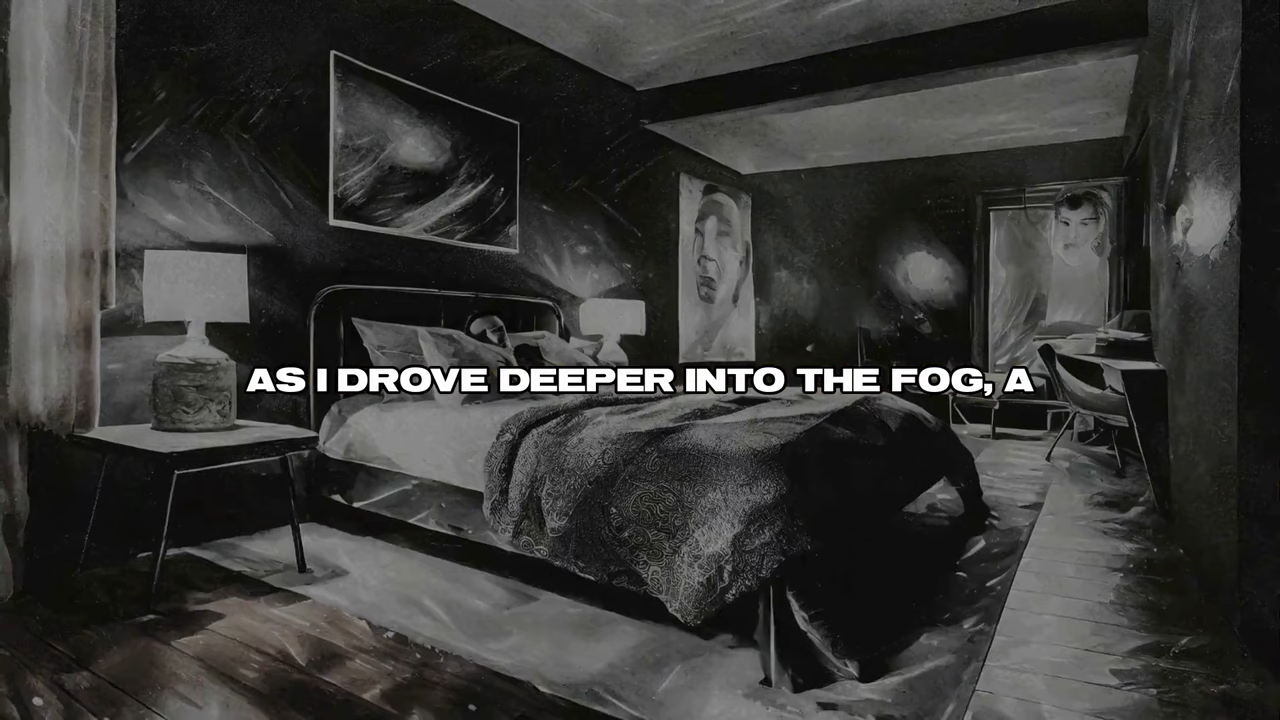 AS I DROVE DEEPER INTO THE FOG, A